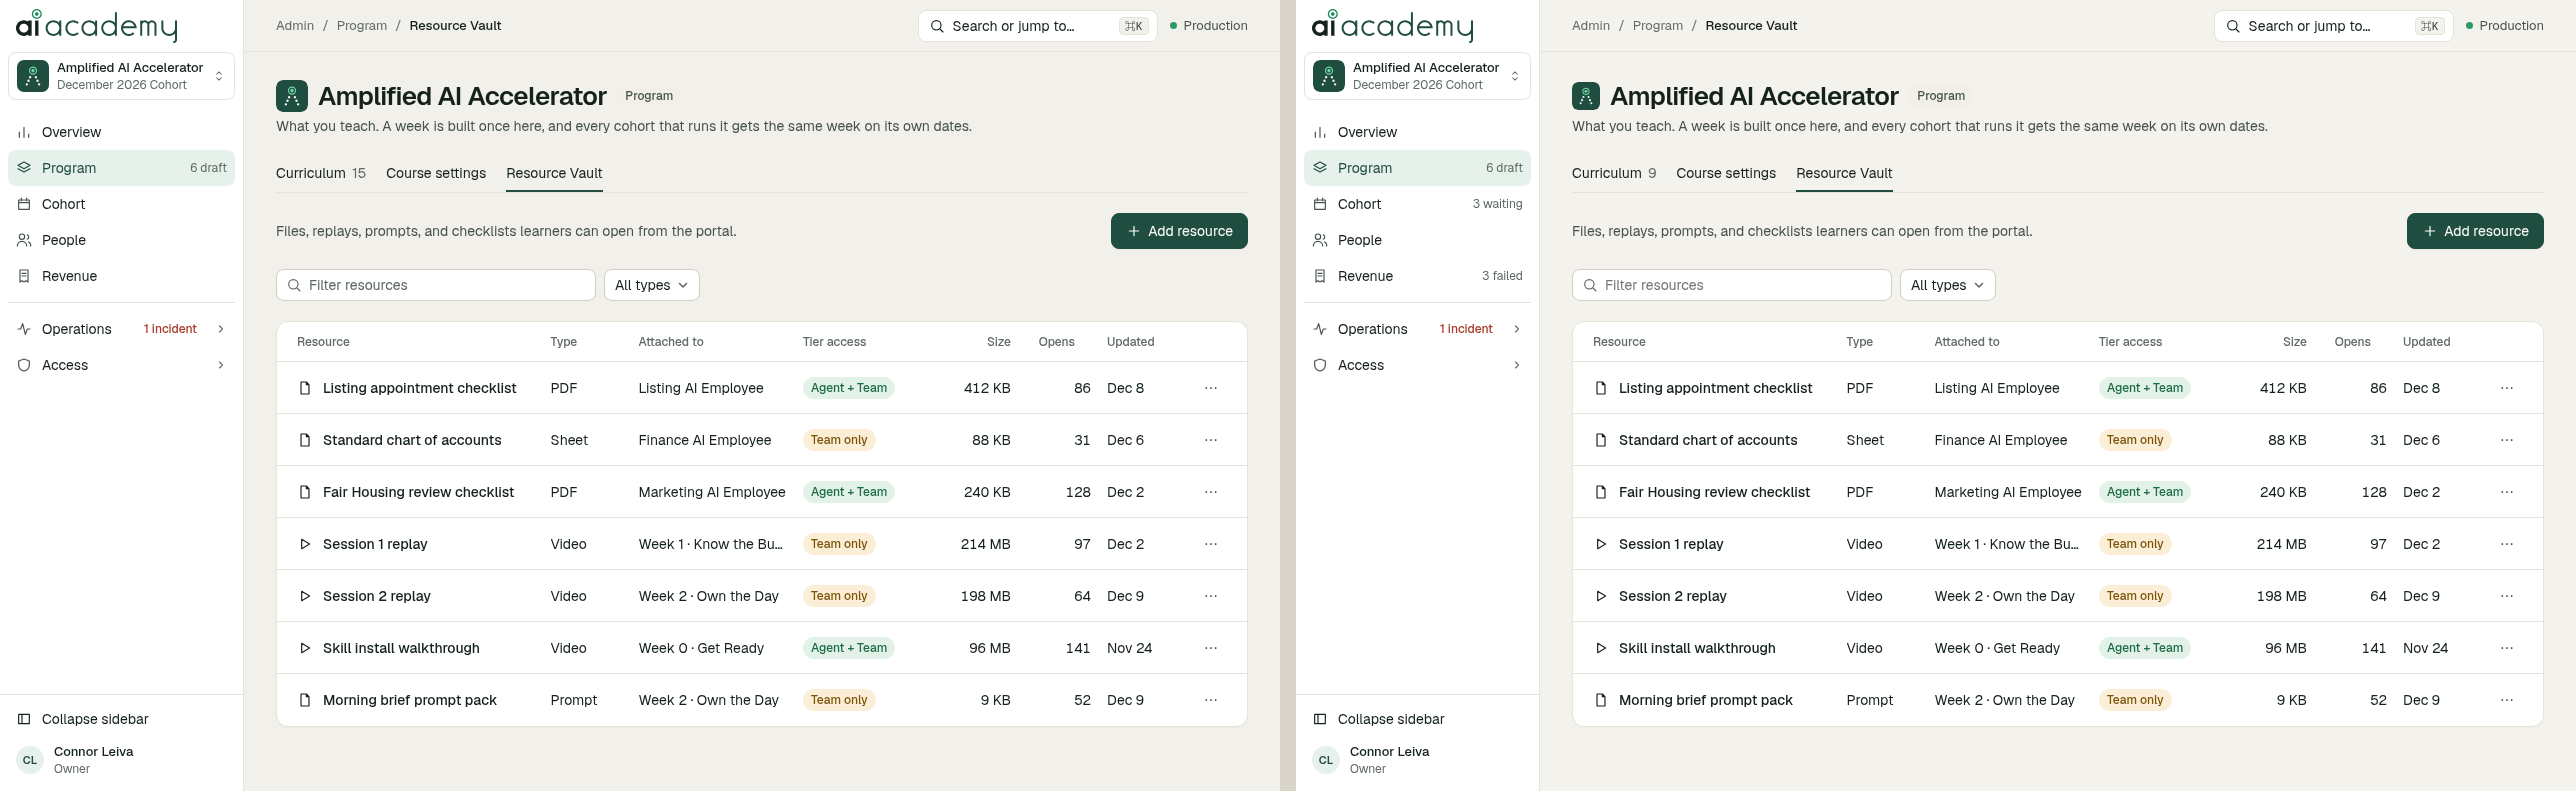 ai academy
Amplified AI Accelerator
December 2026 Cohort
Overview
Program 6 draft
Cohort
People
Revenue
Operations 1 incident
Access
Collapse sidebar
CL Connor Leiva
Owner
Admin / Program / Resource Vault
Search or jump to... ⌘K
Production
Amplified AI Accelerator Program
What you teach. A week is built once here, and every cohort that runs it gets the same week on its own dates.
Curriculum 15 Course settings Resource Vault
Files, replays, prompts, and checklists learners can open from the portal.
+ Add resource
Filter resources All types
Resource Type Attached to Tier access Size Opens Updated
Listing appointment checklist PDF Listing AI Employee Agent + Team 412 KB 86 Dec 8 ...
Standard chart of accounts Sheet Finance AI Employee Team only 88 KB 31 Dec 6 ...
Fair Housing review checklist PDF Marketing AI Employee Agent + Team 240 KB 128 Dec 2 ...
Session 1 replay Video Week 1 · Know the Bu... Team only 214 MB 97 Dec 2 ...
Session 2 replay Video Week 2 · Own the Day Team only 198 MB 64 Dec 9 ...
Skill install walkthrough Video Week 0 · Get Ready Agent + Team 96 MB 141 Nov 24 ...
Morning brief prompt pack Prompt Week 2 · Own the Day Team only 9 KB 52 Dec 9 ...
ai academy
Amplified AI Accelerator
December 2026 Cohort
Overview
Program 6 draft
Cohort 3 waiting
People
Revenue 3 failed
Operations 1 incident
Access
Collapse sidebar
CL Connor Leiva
Owner
Admin / Program / Resource Vault
Search or jump to... ⌘K
Production
Amplified AI Accelerator Program
What you teach. A week is built once here, and every cohort that runs it gets the same week on its own dates.
Curriculum 9 Course settings Resource Vault
Files, replays, prompts, and checklists learners can open from the portal.
+ Add resource
Filter resources All types
Resource Type Attached to Tier access Size Opens Updated
Listing appointment checklist PDF Listing AI Employee Agent + Team 412 KB 86 Dec 8 ...
Standard chart of accounts Sheet Finance AI Employee Team only 88 KB 31 Dec 6 ...
Fair Housing review checklist PDF Marketing AI Employee Agent + Team 240 KB 128 Dec 2 ...
Session 1 replay Video Week 1 · Know the Bu... Team only 214 MB 97 Dec 2 ...
Session 2 replay Video Week 2 · Own the Day Team only 198 MB 64 Dec 9 ...
Skill install walkthrough Video Week 0 · Get Ready Agent + Team 96 MB 141 Nov 24 ...
Morning brief prompt pack Prompt Week 2 · Own the Day Team only 9 KB 52 Dec 9 ...